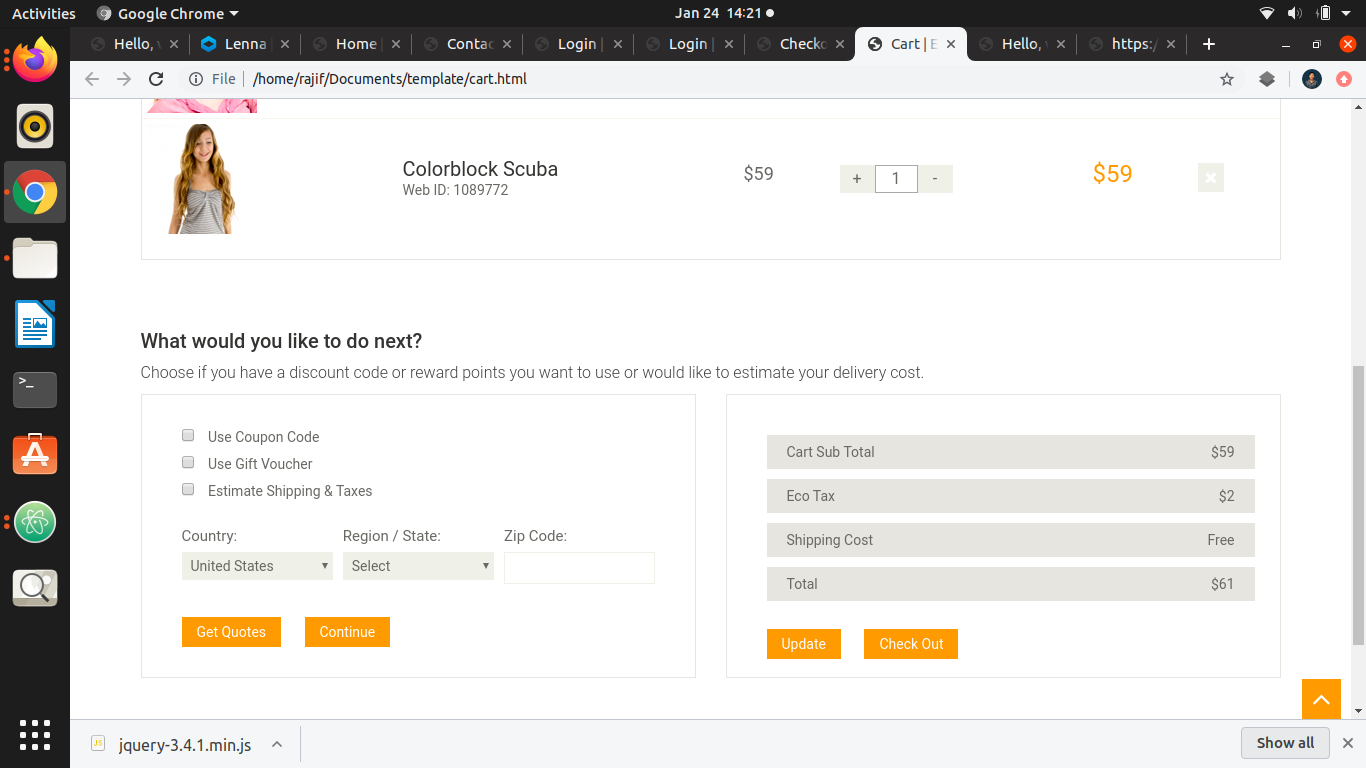 Activities
Google Chrome
Jan 24 14:21
Hello,
Lenna
Home |
Contac
Login |
Login |
Checko
Cart | E
Hello,
https:/
File
/home/rajif/Documents/template/cart.html
Colorblock Scuba
Web ID: 1089772
$59
+
1
-
$59
What would you like to do next?
Choose if you have a discount code or reward points you want to use or would like to estimate your delivery cost.
Use Coupon Code
Use Gift Voucher
Estimate Shipping & Taxes
Country:
Region / State:
Zip Code:
United States
Select
Get Quotes
Continue
Cart Sub Total $59
Eco Tax $2
Shipping Cost Free
Total $61
Update
Check Out
JS
jquery-3.4.1.min.js
Show all